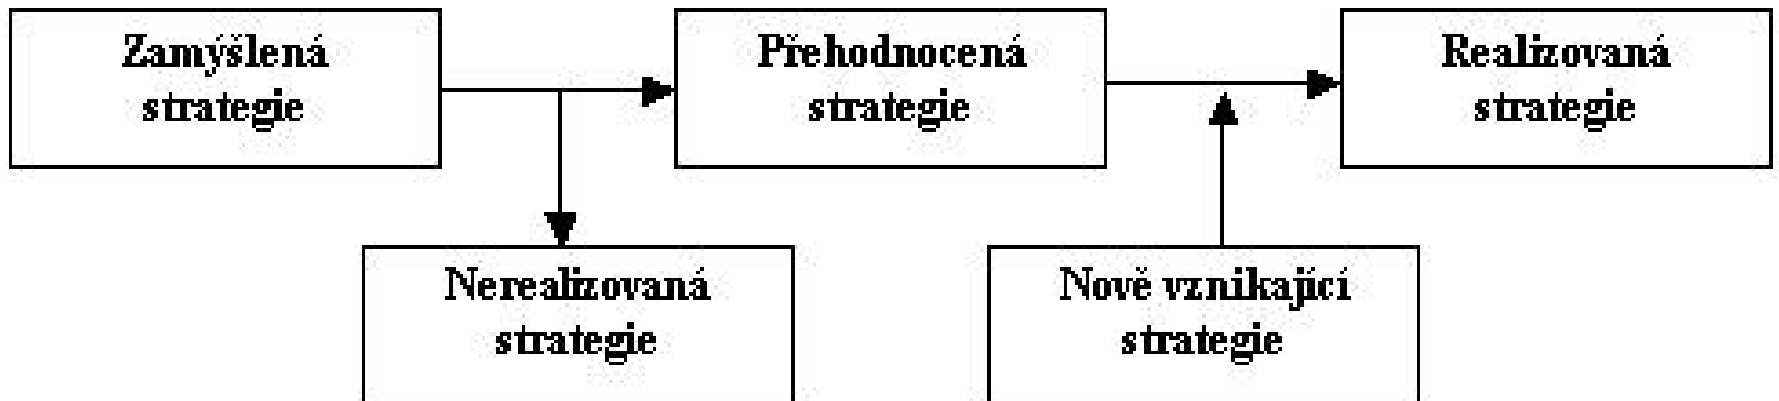 Zamýšlená
strategie
Přehodnocená
strategie
Realizovaná
strategie
Nerealizovaná
strategie
Nově vznikající
strategie